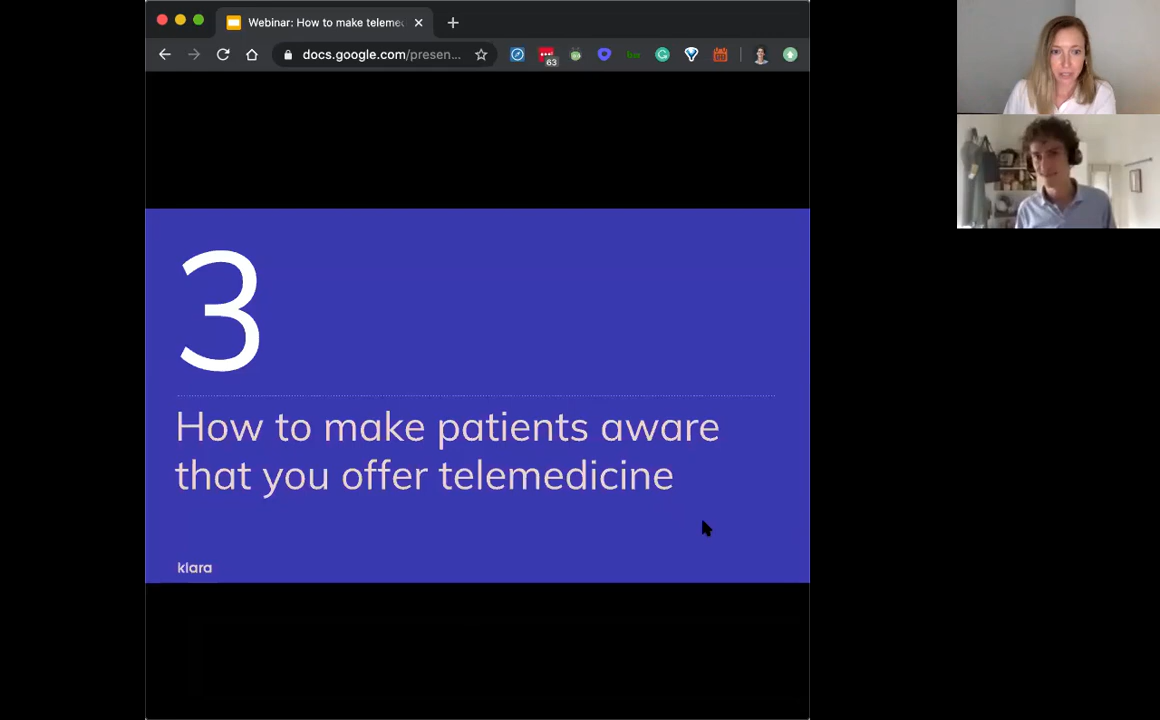 Webinar: How to make teleme
docs.google.com/presen...
63
3
How to make patients aware
that you offer telemedicine
klara